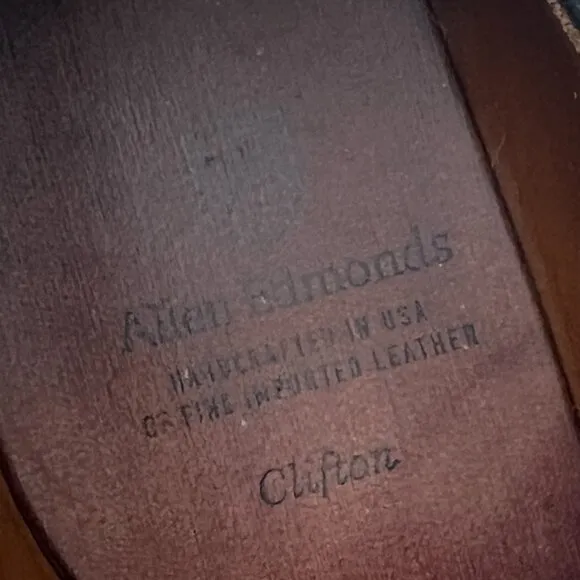 Allen Edmonds
HANDCRAFTED IN USA
OF FINE IMPORTED LEATHER
Clifton